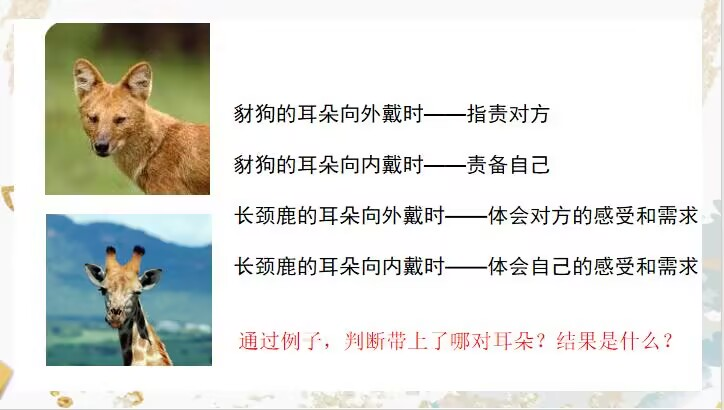 豺狗的耳朵向外戴时——指责对方
豺狗的耳朵向内戴时——责备自己
长颈鹿的耳朵向外戴时——体会对方的感受和需求
长颈鹿的耳朵向内戴时——体会自己的感受和需求
通过例子，判断带上了哪对耳朵？结果是什么？